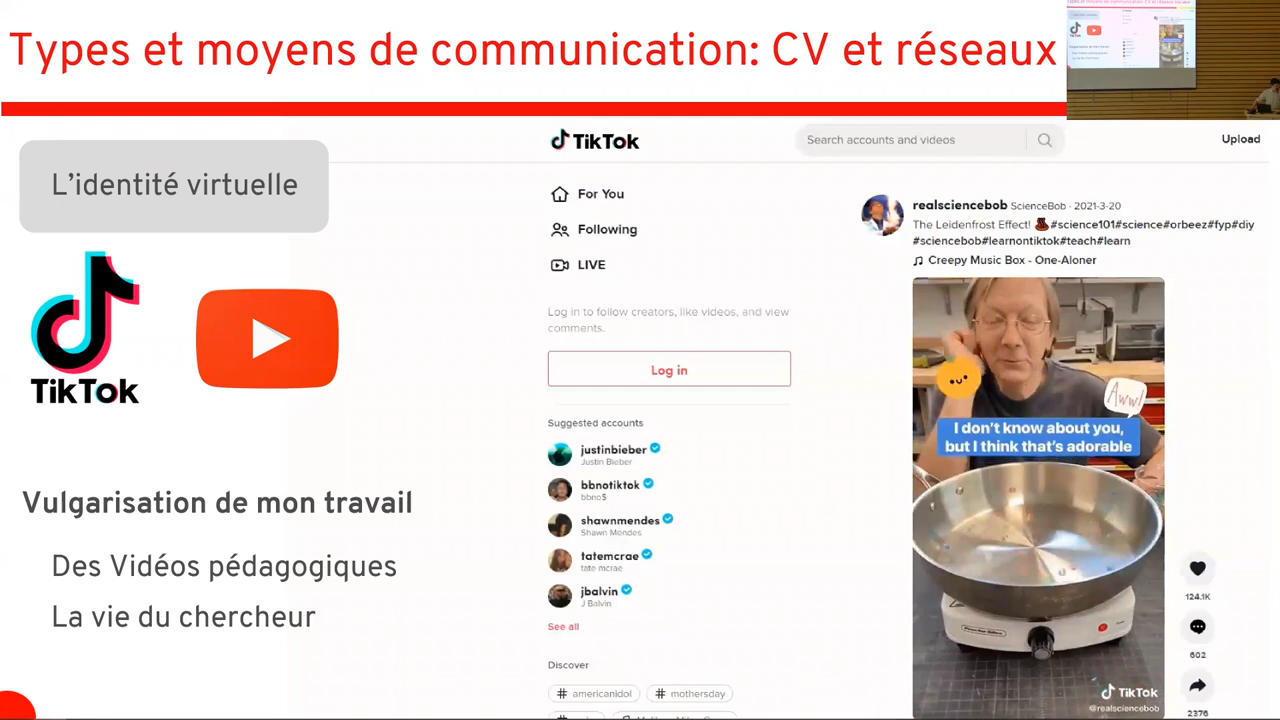 Types et moyens de communication: CV et réseaux
L'identité virtuelle
TikTok
Vulgarisation de mon travail
Des Vidéos pédagogiques
La vie du chercheur
TikTok
Search accounts and videos
Upload
For You
Following
LIVE
Log in to follow creators, like videos, and view
comments.
Log in
Suggested accounts
justinbieber
Justin Bieber
bbnotiktok
bbno$
shawnmendes
Shawn Mendes
tatemcrae
tate mcrae
jbalvin
J Balvin
See all
Discover
# americanidol
# mothersday
realsciencebob ScienceBob · 2021-3-20
The Leidenfrost Effect! #science101#science#orbeez#fyp#diy
#sciencebob#learnontiktok#teach#learn
Creepy Music Box - One-Aloner
Aww!
I don't know about you,
but I think that's adorable
124.1K
602
2376
TikTok
@realsciencebob